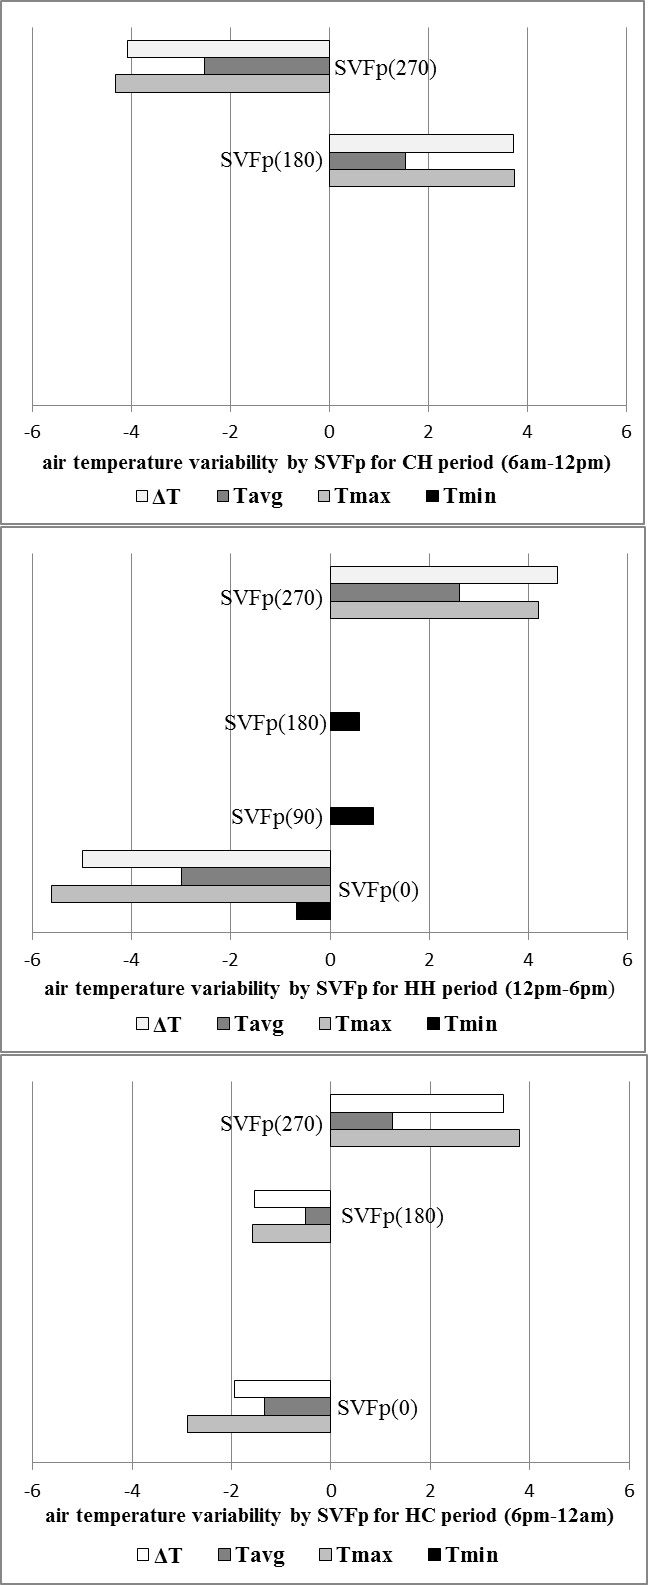 SVFp(270)
SVFp(180)
-6 -4 -2 0 2 4 6
air temperature variability by SVFp for CH period (6am-12pm)
ΔT Tavg Tmax Tmin
SVFp(270)
SVFp(180)
SVFp(90)
SVFp(0)
-6 -4 -2 0 2 4 6
air temperature variability by SVFp for HH period (12pm-6pm)
ΔT Tavg Tmax Tmin
SVFp(270)
SVFp(180)
SVFp(0)
-6 -4 -2 0 2 4 6
air temperature variability by SVFp for HC period (6pm-12am)
ΔT Tavg Tmax Tmin